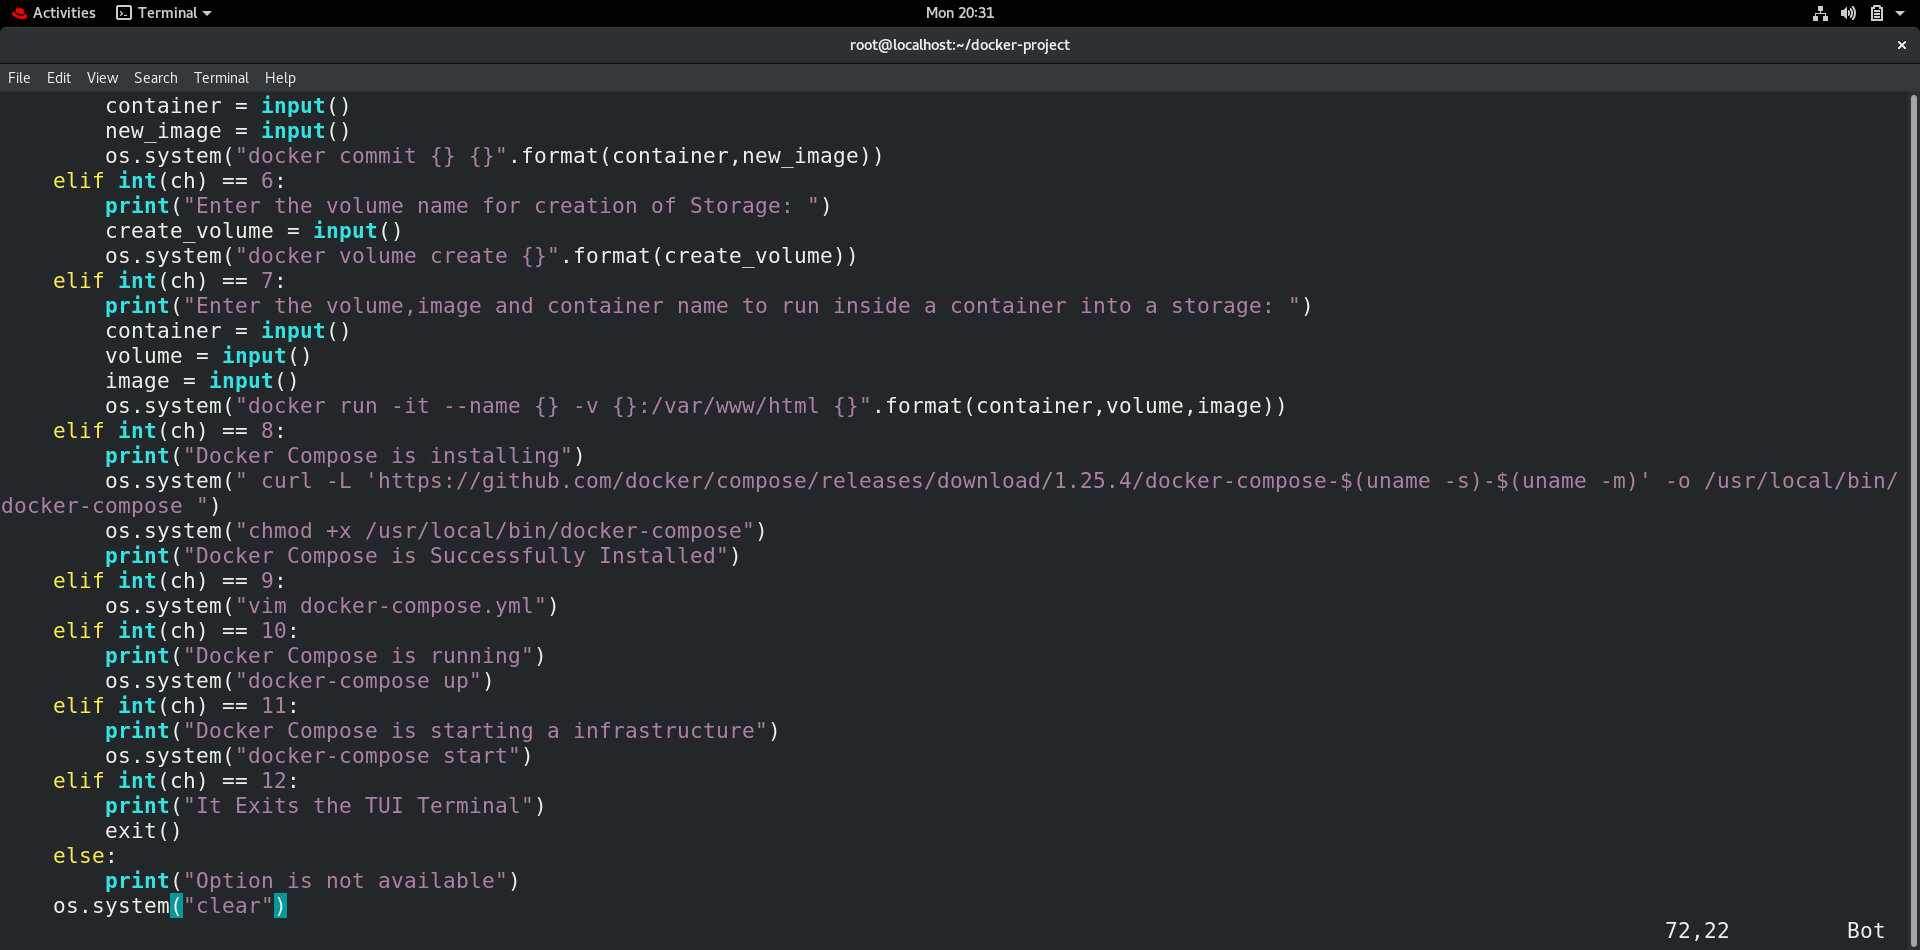 Activities Terminal Mon 20:31
root@localhost:~/docker-project ×
File Edit View Search Terminal Help
        container = input()
        new_image = input()
        os.system("docker commit {} {}".format(container,new_image))
    elif int(ch) == 6:
        print("Enter the volume name for creation of Storage: ")
        create_volume = input()
        os.system("docker volume create {}".format(create_volume))
    elif int(ch) == 7:
        print("Enter the volume,image and container name to run inside a container into a storage: ")
        container = input()
        volume = input()
        image = input()
        os.system("docker run -it --name {} -v {}:/var/www/html {}".format(container,volume,image))
    elif int(ch) == 8:
        print("Docker Compose is installing")
        os.system(" curl -L 'https://github.com/docker/compose/releases/download/1.25.4/docker-compose-$(uname -s)-$(uname -m)' -o /usr/local/bin/
docker-compose ")
        os.system("chmod +x /usr/local/bin/docker-compose")
        print("Docker Compose is Successfully Installed")
    elif int(ch) == 9:
        os.system("vim docker-compose.yml")
    elif int(ch) == 10:
        print("Docker Compose is running")
        os.system("docker-compose up")
    elif int(ch) == 11:
        print("Docker Compose is starting a infrastructure")
        os.system("docker-compose start")
    elif int(ch) == 12:
        print("It Exits the TUI Terminal")
        exit()
    else:
        print("Option is not available")
    os.system("clear")
72,22 Bot